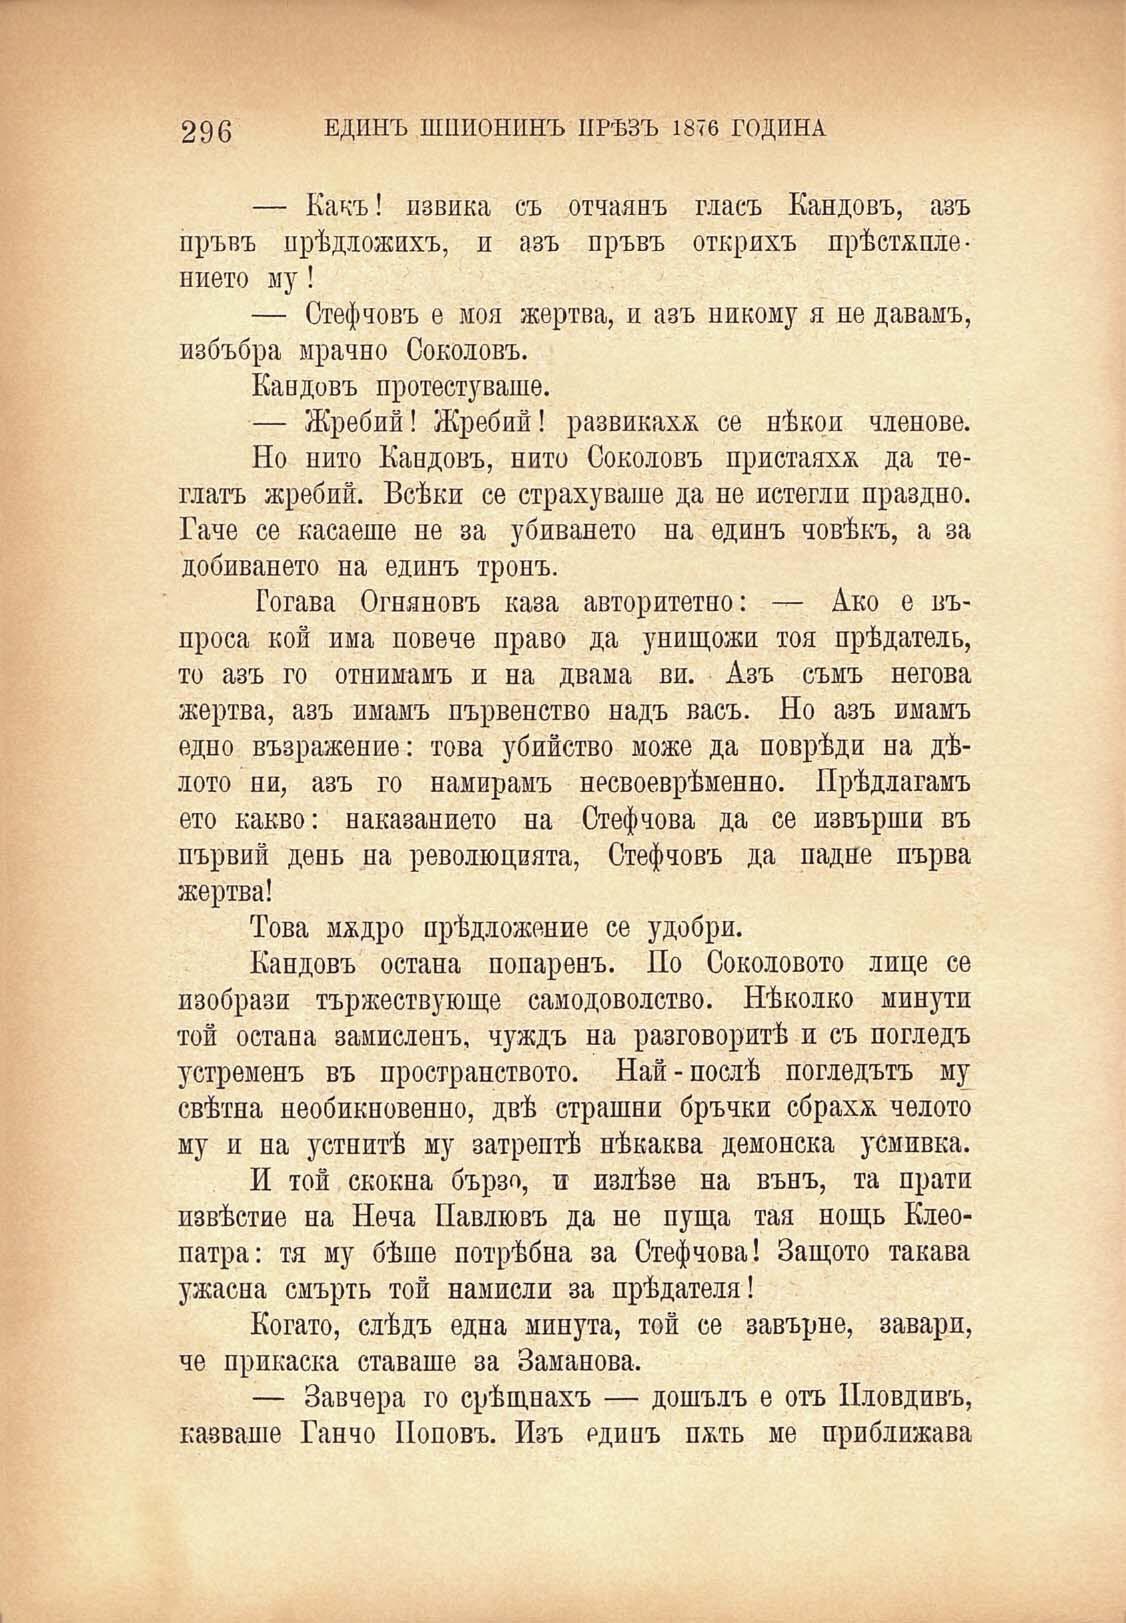 296 ЕДИНЪ ШПИОНИНЪ ПРѢЗЪ 1876 ГОДИНА
— Какъ! извика съ отчаянъ гласъ Кандовъ, азъ
пръвъ прѣдложихъ, и азъ пръвъ открихъ прѣстѫпле-
нието му!
— Стефчовъ е моя жертва, и азъ никому я не давамъ,
избъбра мрачно Соколовъ.
Кандовъ протестуваше.
— Жребий! Жребий! развикахѫ се нѣкои членове.
Но нито Кандовъ, нито Соколовъ пристаяхѫ да те-
глатъ жребий. Всѣки се страхуваше да не истегли праздно.
Гаче се касаеше не за убиването на единъ човѣкъ, а за
добиването на единъ тронъ.
Гогава Огняновъ каза авторитетно: — Ако е въ-
проса кой има повече право да унищожи тоя прѣдатель,
то азъ го отнимамъ и на двама ви. Азъ съмъ негова
жертва, азъ имамъ първенство надъ васъ. Но азъ имамъ
едно възражение: това убийство може да поврѣди на дѣ-
лото ни, азъ го намирамъ несвоеврѣменно. Прѣдлагамъ
ето какво: наказанието на Стефчова да се извърши въ
първий день на революцията, Стефчовъ да падне първа
жертва!
Това мѫдро прѣдложение се удобри.
Кандовъ остана попаренъ. По Соколовото лице се
изобрази тържествующе самодоволство. Нѣколко минути
той остана замисленъ, чуждъ на разговоритѣ и съ погледъ
устременъ въ пространството. Най-послѣ погледътъ му
свѣтна необикновенно, двѣ страшни бръчки сбрахѫ челото
му и на устнитѣ му затрептѣ нѣкаква демонска усмивка.
И той скокна бързо, и излѣзе на вънъ, та прати
извѣстие на Неча Павлювъ да не пуща тая нощь Клео-
патра: тя му бѣше потрѣбна за Стефчова! Защото такава
ужасна смърть той намисли за прѣдателя!
Когато, слѣдъ една минута, той се завърне, завари,
че прикаска ставаше за Заманова.
— Завчера го срѣщнахъ — дошълъ е отъ Пловдивъ,
казваше Ганчо Поповъ. Изъ единъ пѫть ме приближава